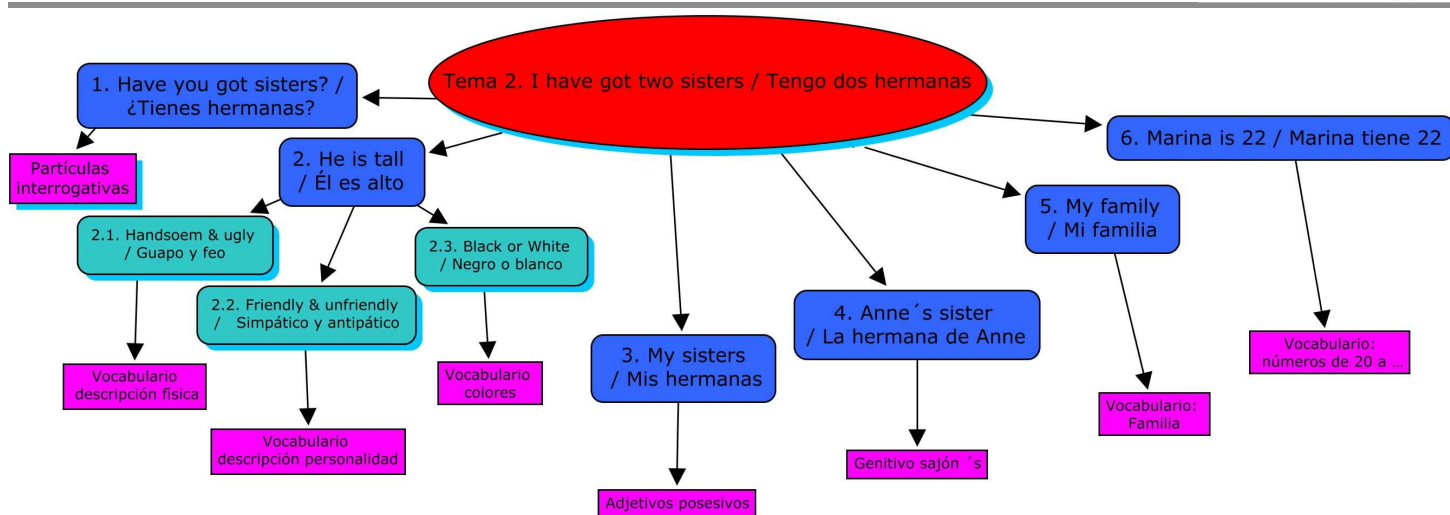 Tema 2. I have got two sisters / Tengo dos hermanas
1. Have you got sisters? /
¿Tienes hermanas?
Partículas
interrogativas
2. He is tall
/ Él es alto
2.1. Handsoem & ugly
/ Guapo y feo
Vocabulario
descripción física
2.2. Friendly & unfriendly
/ Simpático y antipático
Vocabulario
descripción personalidad
2.3. Black or White
/ Negro o blanco
Vocabulario
colores
3. My sisters
/ Mis hermanas
Adjetivos posesivos
4. Anne´s sister
/ La hermana de Anne
Genitivo sajón ´s
5. My family
/ Mi familia
Vocabulario:
Familia
6. Marina is 22 / Marina tiene 22
Vocabulario:
números de 20 a ...